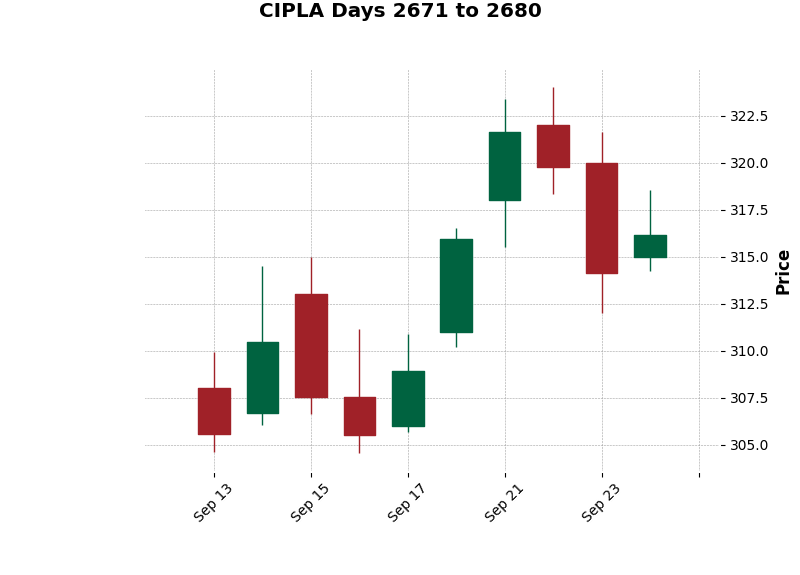 CIPLA Days 2671 to 2680
322.5
320.0
317.5
315.0
312.5
310.0
307.5
305.0
Price
Sep 13
Sep 15
Sep 17
Sep 21
Sep 23